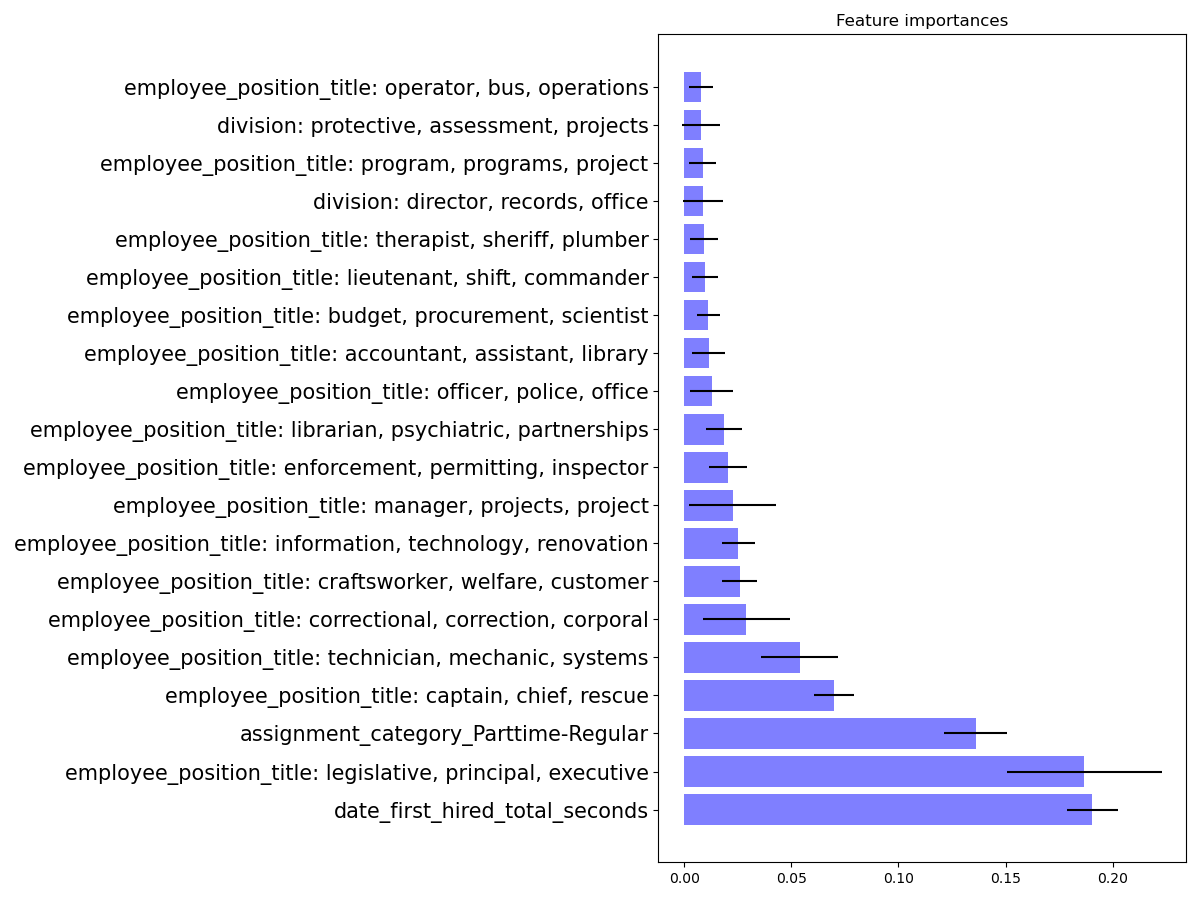 Feature importances
employee_position_title: operator, bus, operations
division: protective, assessment, projects
employee_position_title: program, programs, project
division: director, records, office
employee_position_title: therapist, sheriff, plumber
employee_position_title: lieutenant, shift, commander
employee_position_title: budget, procurement, scientist
employee_position_title: accountant, assistant, library
employee_position_title: officer, police, office
employee_position_title: librarian, psychiatric, partnerships
employee_position_title: enforcement, permitting, inspector
employee_position_title: manager, projects, project
employee_position_title: information, technology, renovation
employee_position_title: craftsworker, welfare, customer
employee_position_title: correctional, correction, corporal
employee_position_title: technician, mechanic, systems
employee_position_title: captain, chief, rescue
assignment_category_Parttime-Regular
employee_position_title: legislative, principal, executive
date_first_hired_total_seconds
0.00 0.05 0.10 0.15 0.20